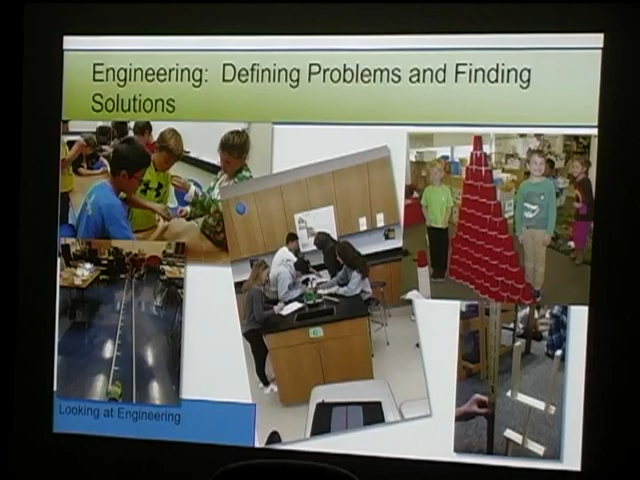 Engineering:  Defining Problems and Finding
Solutions
Looking at Engineering